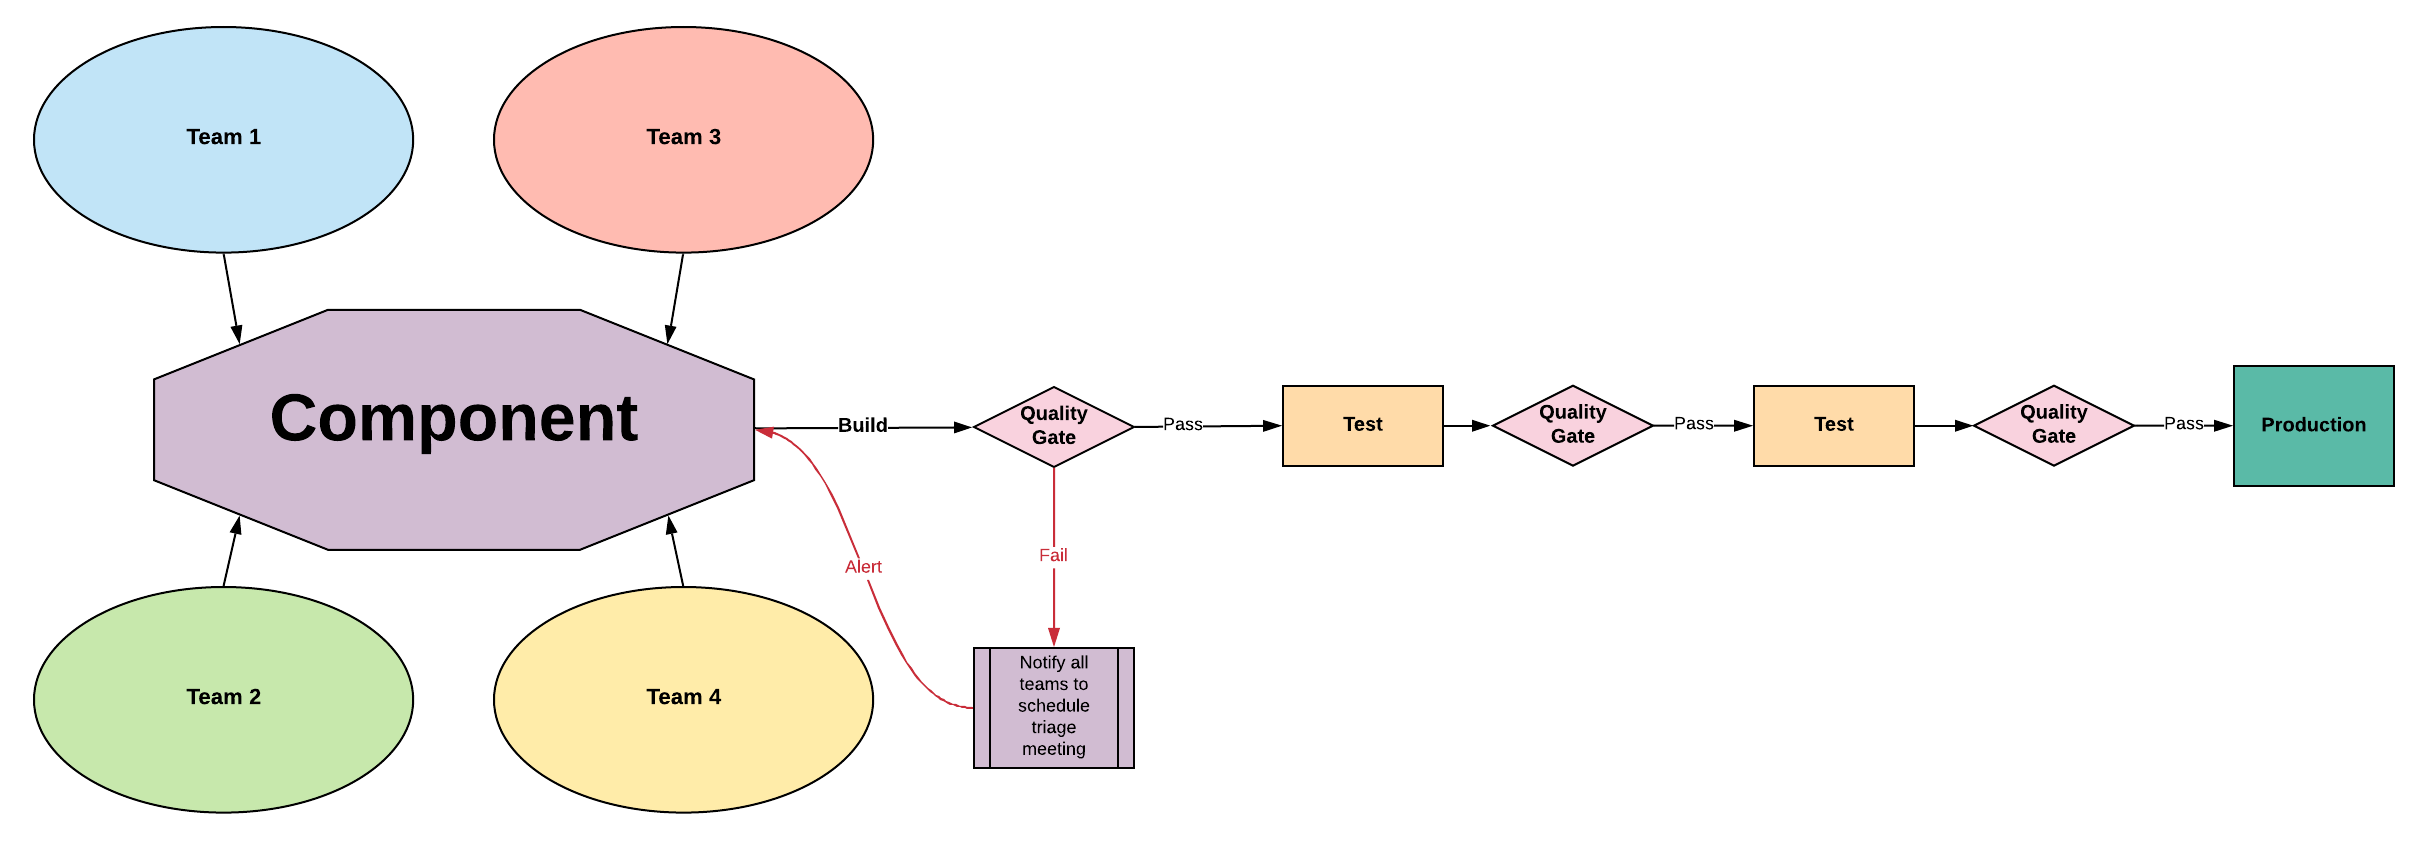 Team 1
Team 3
Component
Build
Quality
Gate
Pass
Test
Quality
Gate
Pass
Test
Quality
Gate
Pass
Production
Alert
Fail
Notify all
teams to
schedule
triage
meeting
Team 2
Team 4